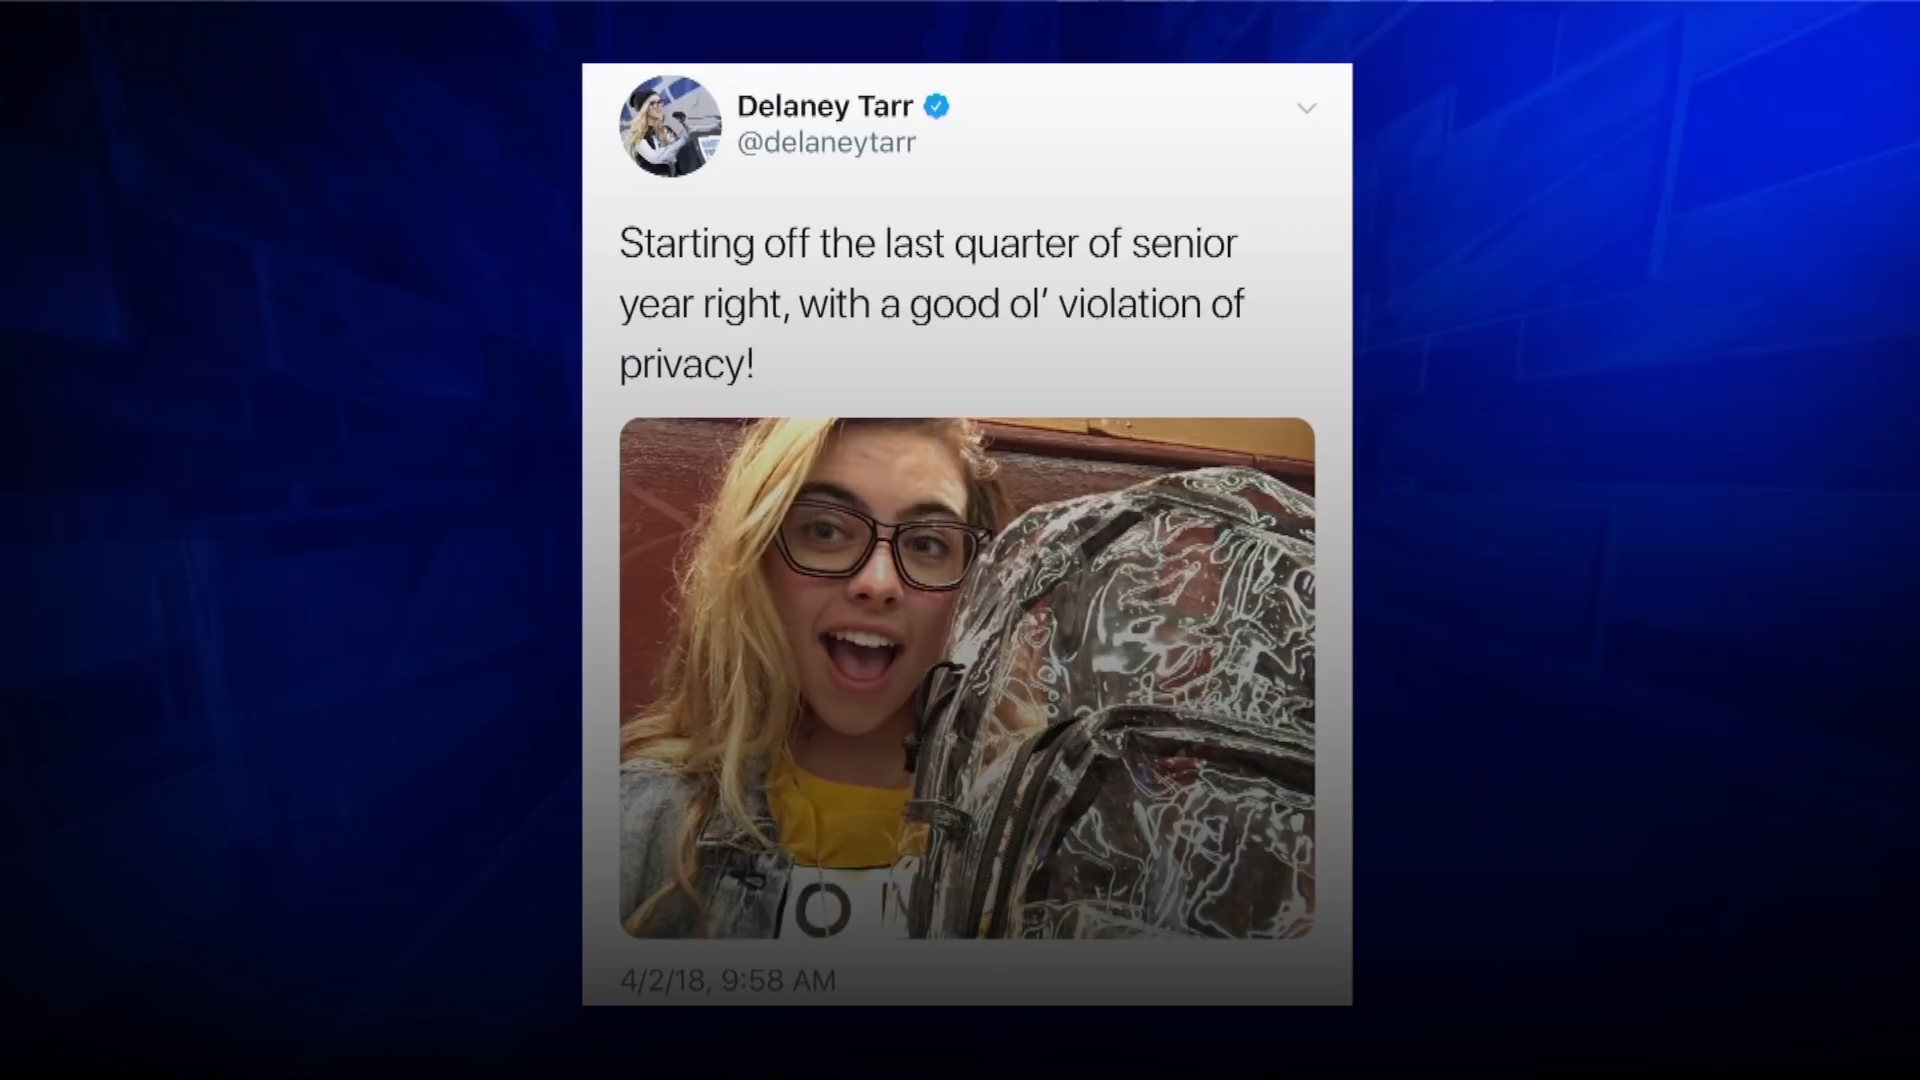 Delaney Tarr
@delaneytarr
Starting off the last quarter of senior
year right, with a good ol’ violation of
privacy!
4/2/18, 9:58 AM